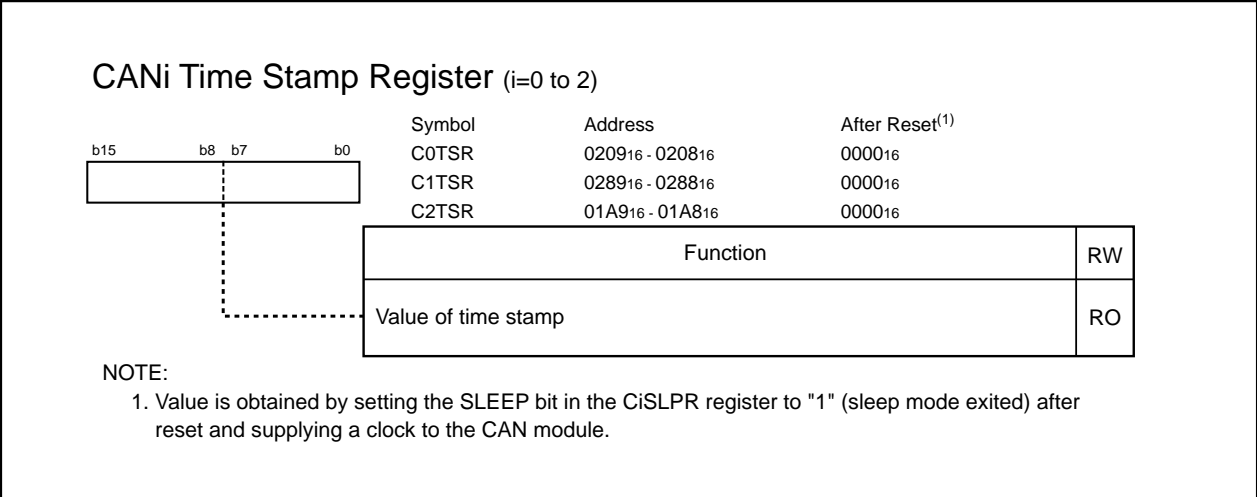 CANi Time Stamp Register (i=0 to 2)
Symbol Address After Reset(1)
b15 b8 b7 b0
C0TSR 020916 - 020816 000016
C1TSR 028916 - 028816 000016
C2TSR 01A916 - 01A816 000016
Function RW
Value of time stamp RO
NOTE:
1. Value is obtained by setting the SLEEP bit in the CiSLPR register to "1" (sleep mode exited) after
reset and supplying a clock to the CAN module.